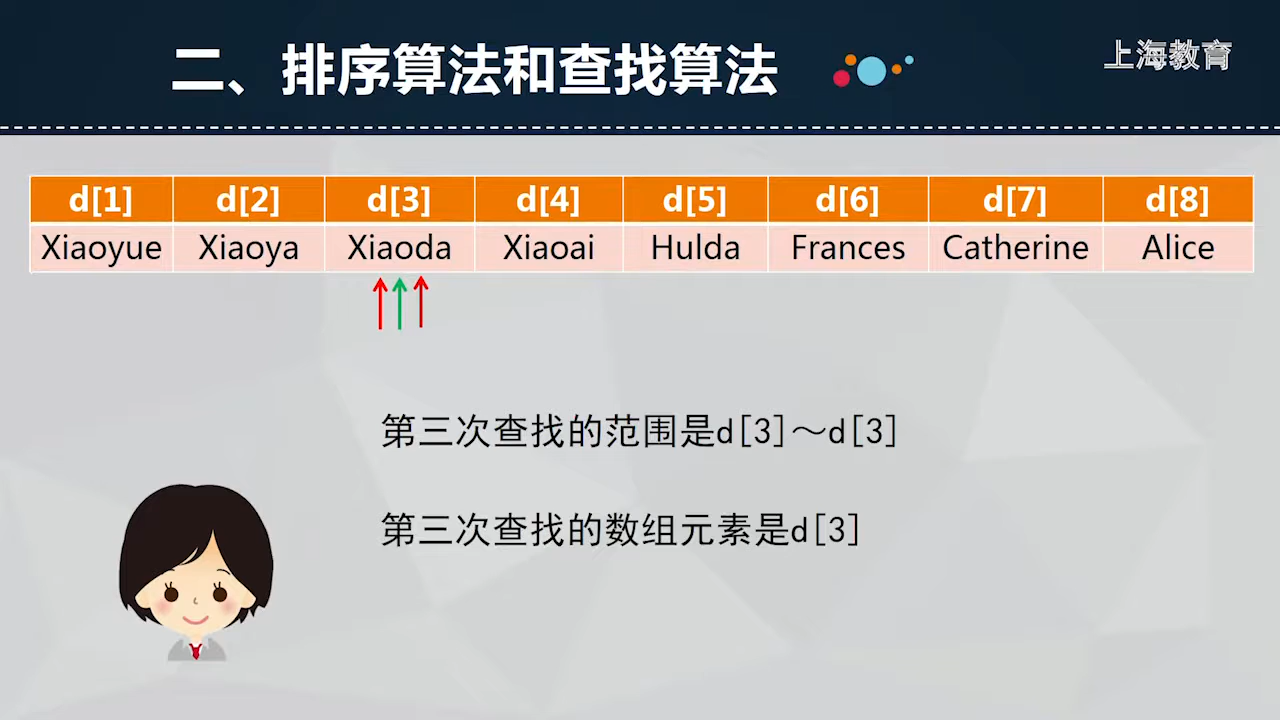 二、排序算法和查找算法
上海教育
d[1] d[2] d[3] d[4] d[5] d[6] d[7] d[8]
Xiaoyue Xiaoya Xiaoda Xiaoai Hulda Frances Catherine Alice
第三次查找的范围是d[3]～d[3]
第三次查找的数组元素是d[3]